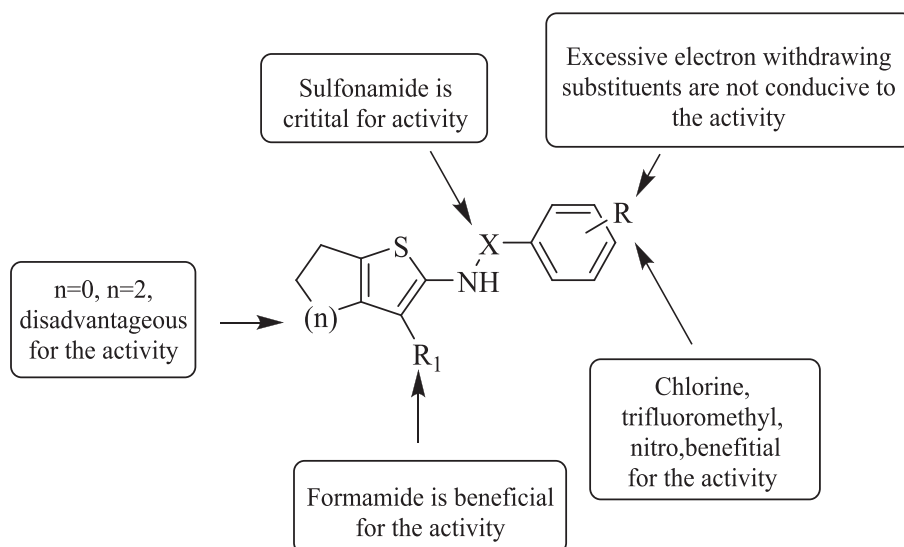 Sulfonamide is
critital for activity
Excessive electron withdrawing
substituents are not conducive to
the activity
n=0, n=2,
disadvantageous
for the activity
S
X
R
NH
(n)
R₁
Chlorine,
trifluoromethyl,
nitro,benefitial
for the activity
Formamide is beneficial
for the activity